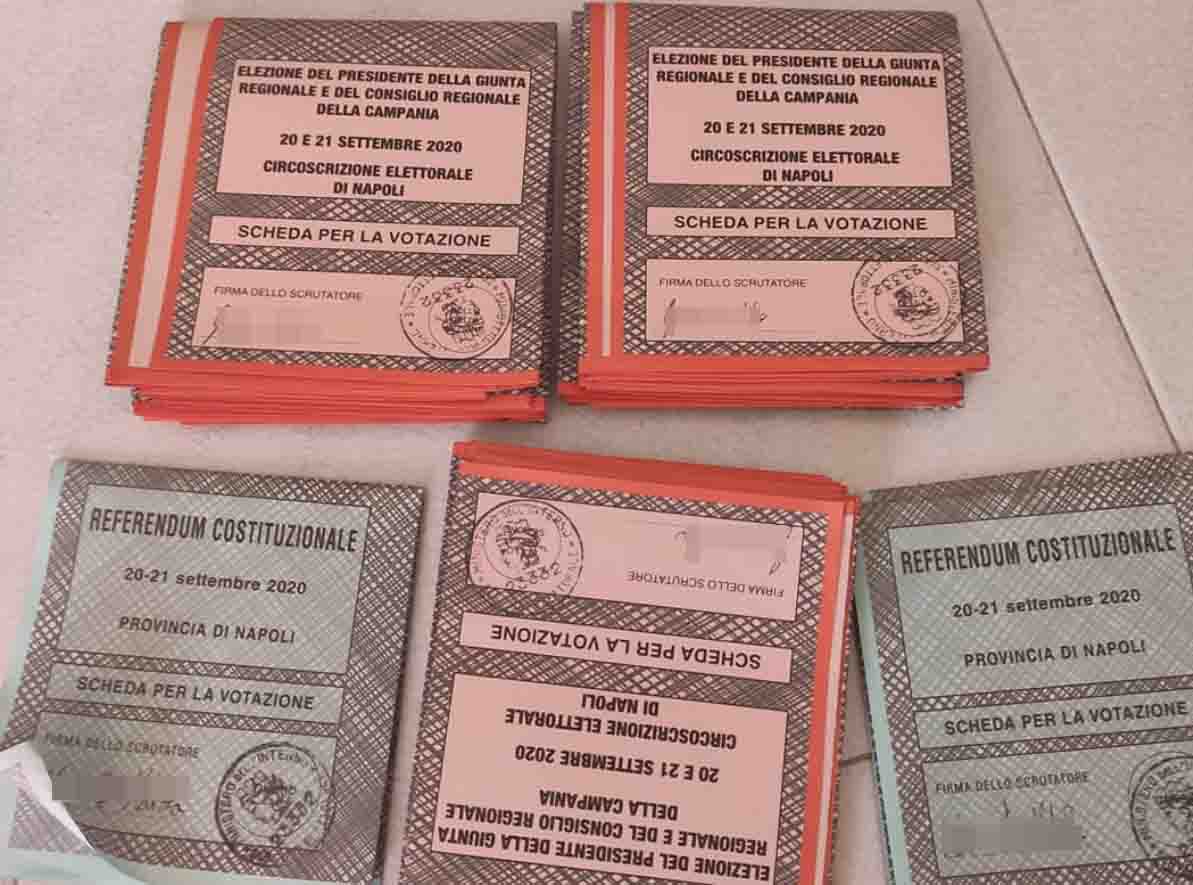 ELEZIONE DEL PRESIDENTE DELLA GIUNTA
REGIONALE E DEL CONSIGLIO REGIONALE
DELLA CAMPANIA
20 E 21 SETTEMBRE 2020
CIRCOSCRIZIONE ELETTORALE
DI NAPOLI
SCHEDA PER LA VOTAZIONE
FIRMA DELLO SCRUTATORE
ELEZIONE DEL PRESIDENTE DELLA GIUNTA
REGIONALE E DEL CONSIGLIO REGIONALE
DELLA CAMPANIA
20 E 21 SETTEMBRE 2020
CIRCOSCRIZIONE ELETTORALE
DI NAPOLI
SCHEDA PER LA VOTAZIONE
FIRMA DELLO SCRUTATORE
REFERENDUM COSTITUZIONALE
20-21 settembre 2020
PROVINCIA DI NAPOLI
SCHEDA PER LA VOTAZIONE
FIRMA DELLO SCRUTATORE
MINISTERO DELL'INTERNO
ELEZIONE DEL PRESIDENTE DELLA GIUNTA
REGIONALE E DEL CONSIGLIO REGIONALE
DELLA CAMPANIA
20 E 21 SETTEMBRE 2020
CIRCOSCRIZIONE ELETTORALE
DI NAPOLI
SCHEDA PER LA VOTAZIONE
FIRMA DELLO SCRUTATORE
REFERENDUM COSTITUZIONALE
20-21 settembre 2020
PROVINCIA DI NAPOLI
SCHEDA PER LA VOTAZIONE
FIRMA DELLO SCRUTATORE